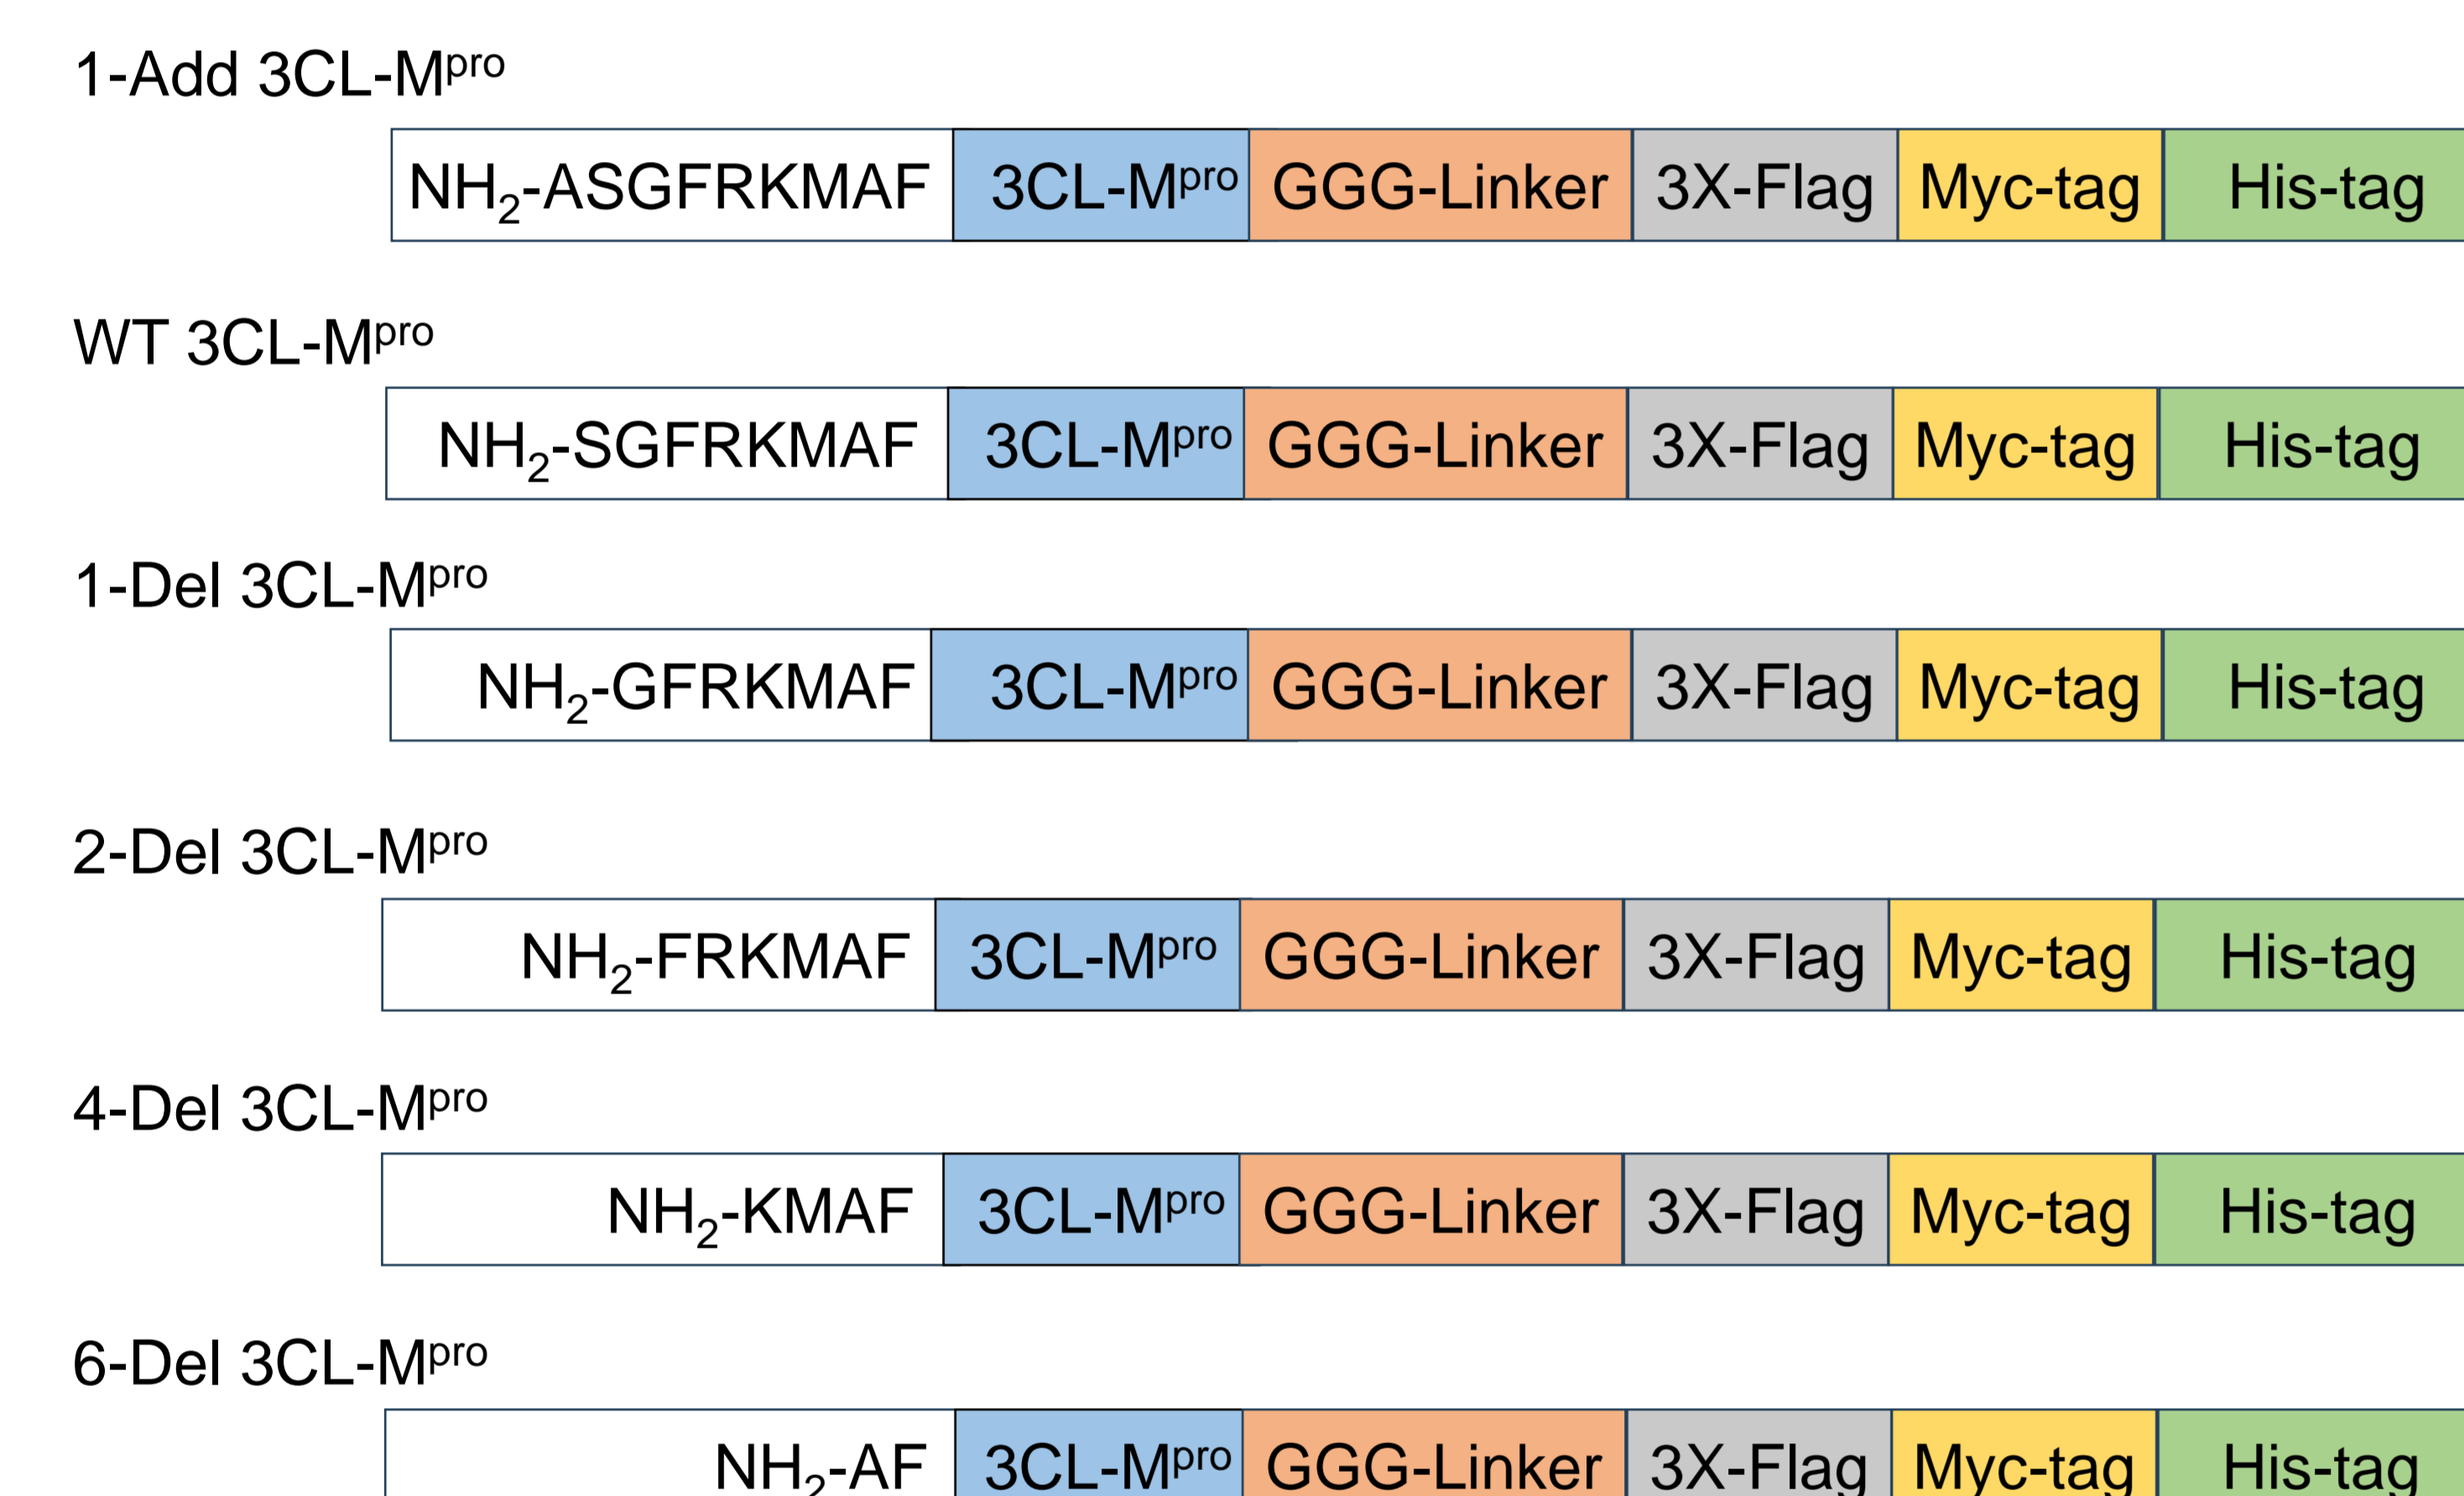 1-Add 3CL-Mᵖʳᵒ
NH₂-ASGFRKMAF 3CL-Mᵖʳᵒ GGG-Linker 3X-Flag Myc-tag His-tag
WT 3CL-Mᵖʳᵒ
NH₂-SGFRKMAF 3CL-Mᵖʳᵒ GGG-Linker 3X-Flag Myc-tag His-tag
1-Del 3CL-Mᵖʳᵒ
NH₂-GFRKMAF 3CL-Mᵖʳᵒ GGG-Linker 3X-Flag Myc-tag His-tag
2-Del 3CL-Mᵖʳᵒ
NH₂-FRKMAF 3CL-Mᵖʳᵒ GGG-Linker 3X-Flag Myc-tag His-tag
4-Del 3CL-Mᵖʳᵒ
NH₂-KMAF 3CL-Mᵖʳᵒ GGG-Linker 3X-Flag Myc-tag His-tag
6-Del 3CL-Mᵖʳᵒ
NH₂-AF 3CL-Mᵖʳᵒ GGG-Linker 3X-Flag Myc-tag His-tag